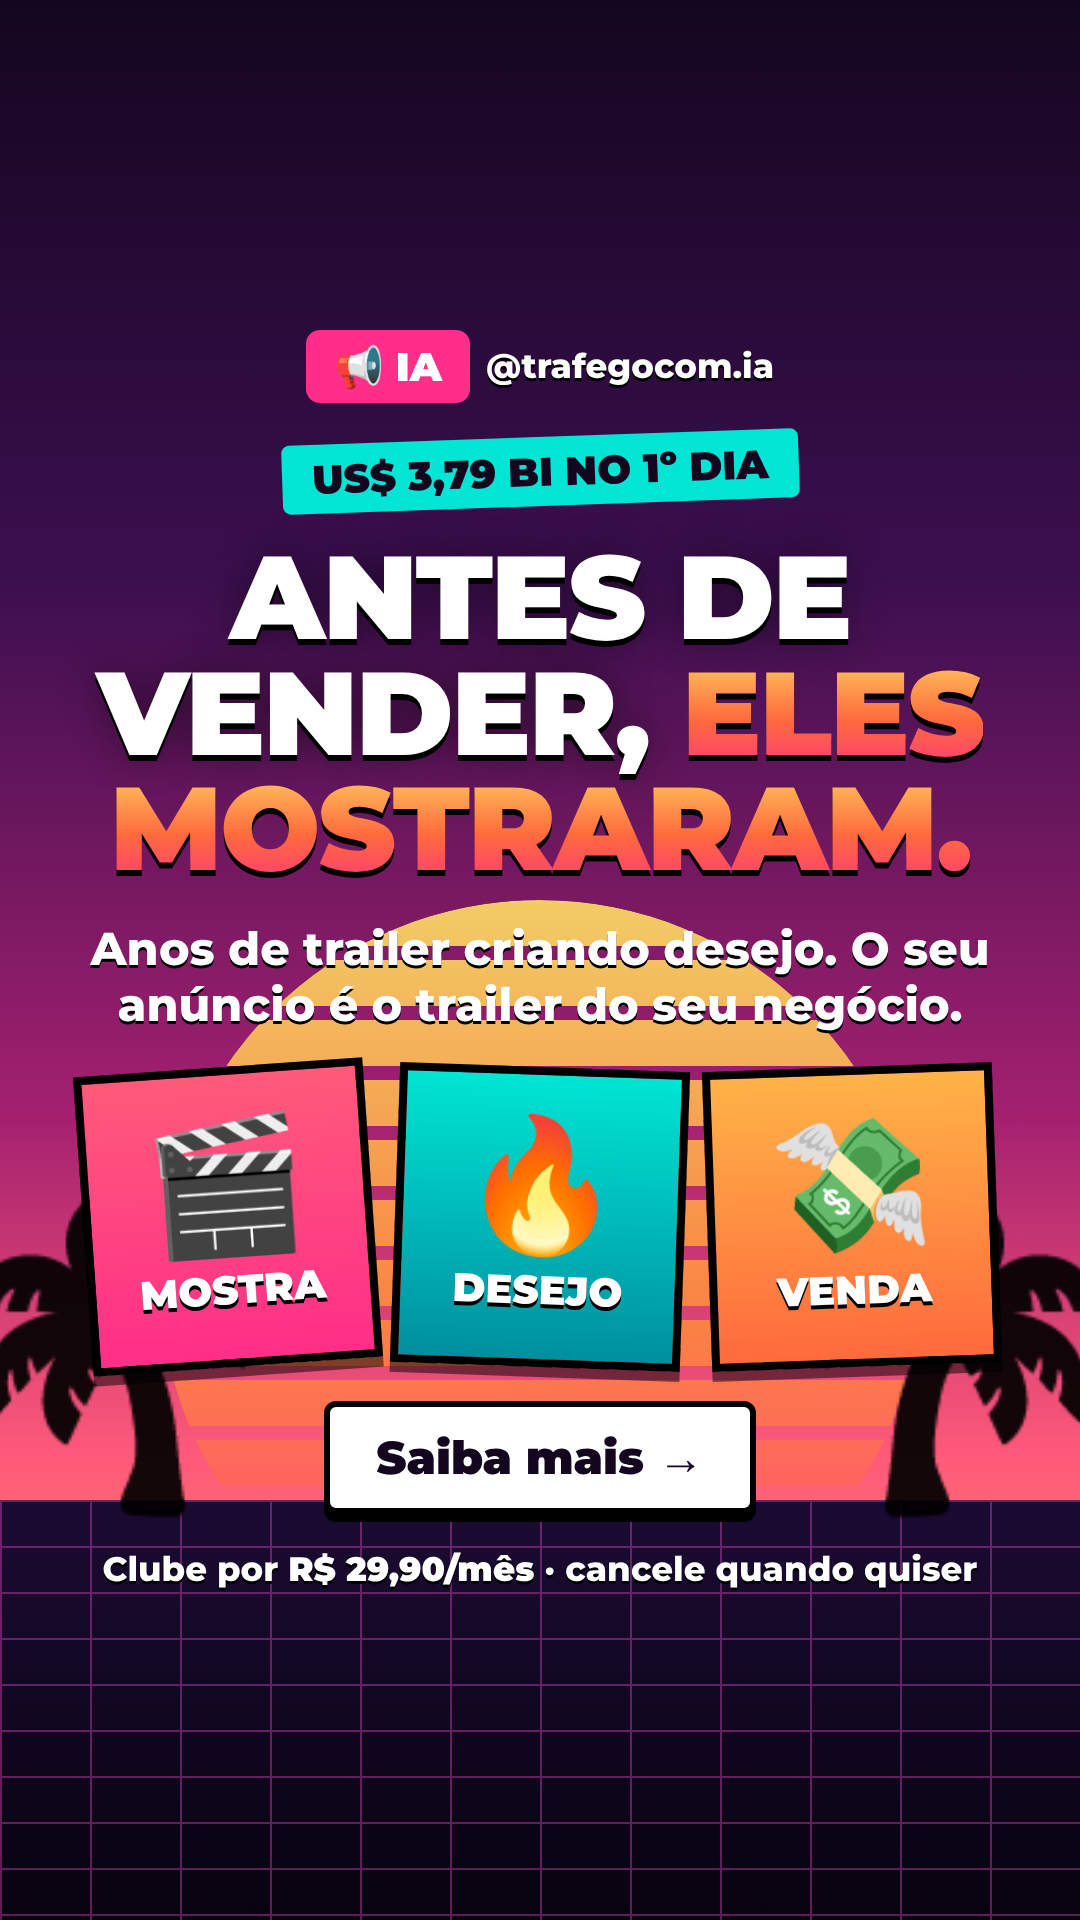 📢 IA @trafegocom.ia
US$ 3,79 BI NO 1º DIA
ANTES DE
VENDER, ELES
MOSTRARAM.
Anos de trailer criando desejo. O seu
anúncio é o trailer do seu negócio.
MOSTRA
DESEJO
VENDA
Saiba mais →
Clube por R$ 29,90/mês · cancele quando quiser